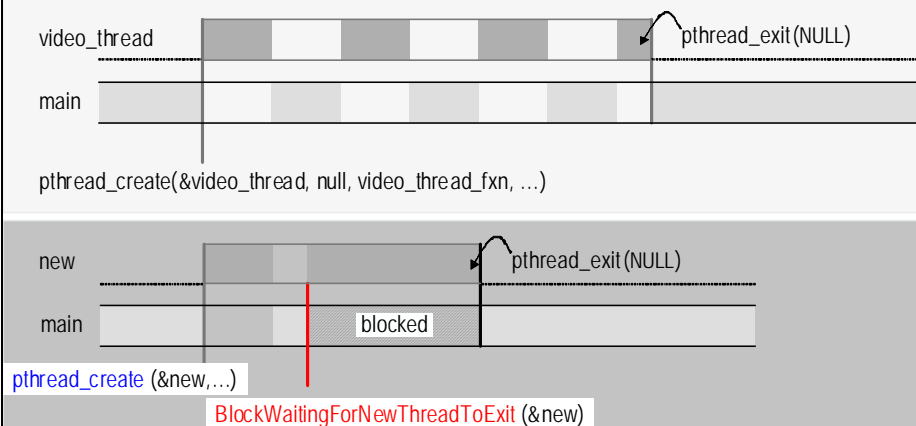 video_thread
pthread_exit(NULL)
main
pthread_create(&video_thread, null, video_thread_fxn, …)
new
pthread_exit(NULL)
main
blocked
pthread_create (&new,…)
BlockWaitingForNewThreadToExit (&new)